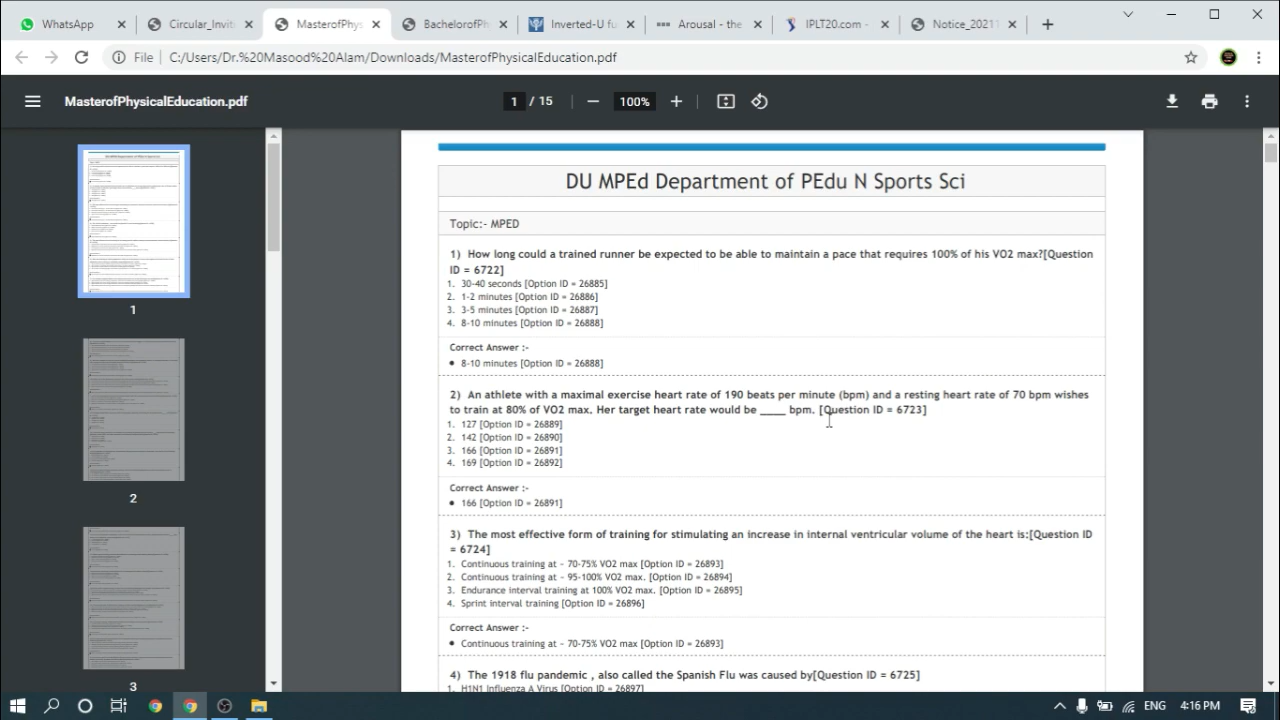 WhatsApp
Circular_Invit
MasterofPhys
BachelorofPh
Inverted-U fu
Arousal - the
IPLT20.com -
Notice_20211
File
C:/Users/Dr.%20Masood%20Alam/Downloads/MasterofPhysicalEducation.pdf
MasterofPhysicalEducation.pdf
1 / 15
100%
DU MPEd Department of PEdu N Sports Sci
Topic:- MPED
1) How long could a trained runner be expected to be able to maintain a pace that requires 100% of his VO2 max?[Question
ID = 6722]
1. 30-40 seconds [Option ID = 26885]
2. 1-2 minutes [Option ID = 26886]
3. 3-5 minutes [Option ID = 26887]
4. 8-10 minutes [Option ID = 26888]
Correct Answer :-
• 8-10 minutes [Option ID = 26888]
2) An athlete with a maximal exercise heart rate of 190 beats per minute (bpm) and a resting heart rate of 70 bpm wishes
to train at 80% of VO2 max. Her target heart rate would be ____ bpm. [Question ID = 6723]
1. 127 [Option ID = 26889]
2. 142 [Option ID = 26890]
3. 166 [Option ID = 26891]
4. 169 [Option ID = 26892]
Correct Answer :-
• 166 [Option ID = 26891]
3) The most effective form of training for stimulating an increase in internal ventricular volume of the heart is:[Question ID
= 6724]
1. Continuous training at ~ 70-75% VO2 max [Option ID = 26893]
2. Continuous training at ~ 95-100% VO2 max. [Option ID = 26894]
3. Endurance interval training at 100% VO2 max. [Option ID = 26895]
4. Sprint interval training [Option ID = 26896]
Correct Answer :-
• Continuous training at ~ 70-75% VO2 max [Option ID = 26893]
4) The 1918 flu pandemic , also called the Spanish Flu was caused by[Question ID = 6725]
1. H1N1 Influenza A Virus [Option ID = 26897]
1
2
3
ENG
4:16 PM